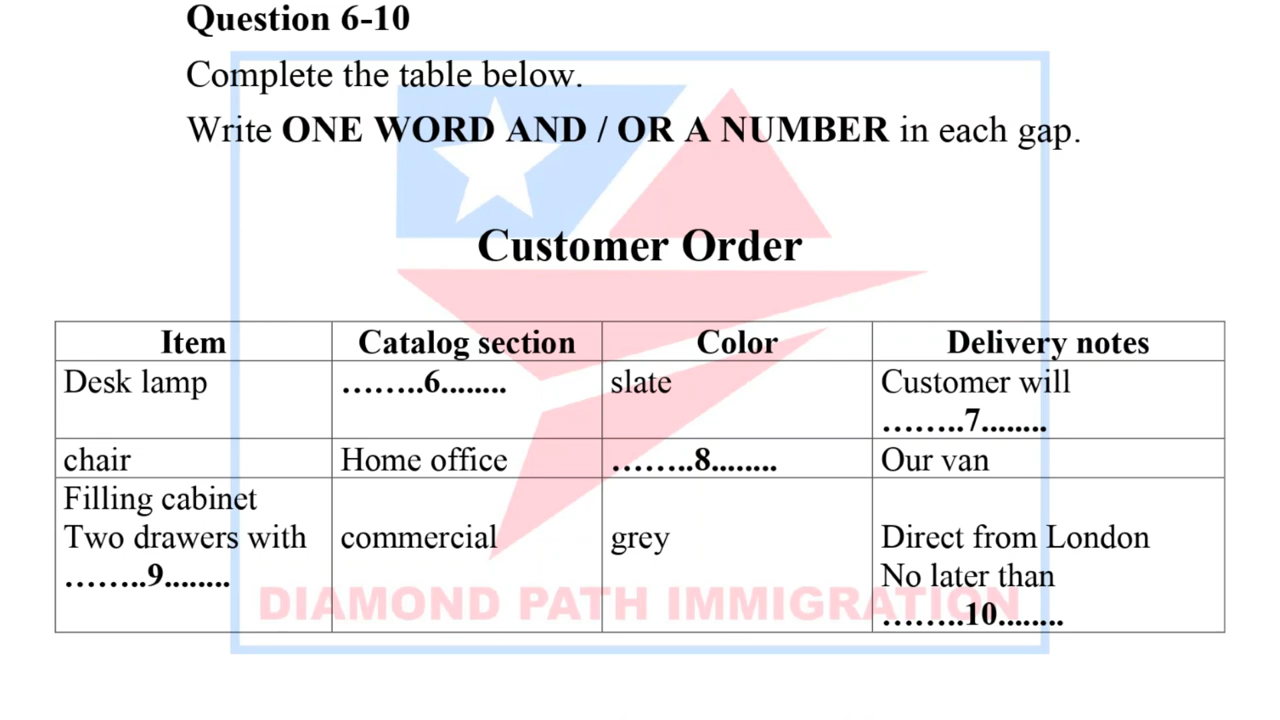 Question 6-10
Complete the table below.
Write ONE WORD AND / OR A NUMBER in each gap.
Customer Order
Item Catalog section Color Delivery notes
Desk lamp ……..6........ slate Customer will
……..7........
chair Home office ……..8........ Our van
Filling cabinet
Two drawers with commercial grey Direct from London
……..9........ No later than
……..10........
DIAMOND PATH IMMIGRATION